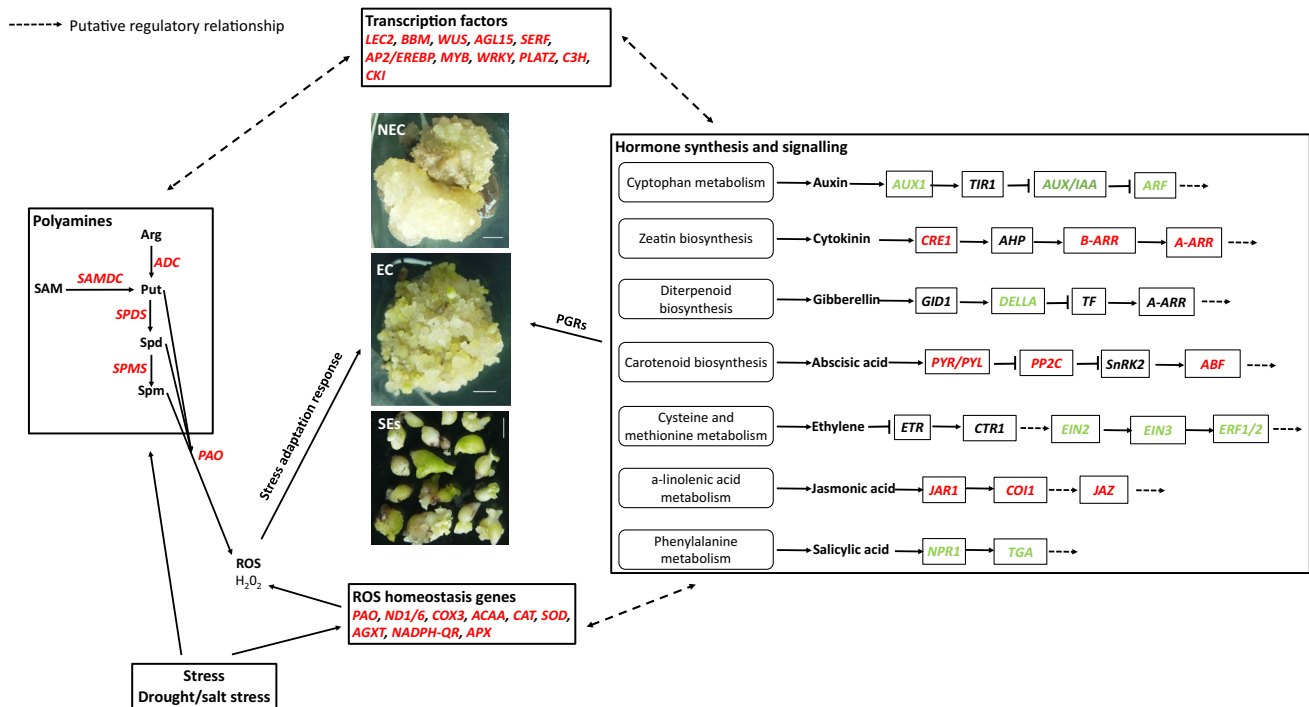 Putative regulatory relationship
Transcription factors
LEC2, BBM, WUS, AGL15, SERF,
AP2/EREBP, MYB, WRKY, PLATZ, C3H,
CKI
NEC
EC
SEs
Polyamines
Arg
ADC
SAM
SAMDC
Put
SPDS
Spd
SPMS
Spm
PAO
Stress adaptation response
PGRs
ROS
H₂0₂
ROS homeostasis genes
PAO, ND1/6, COX3, ACAA, CAT, SOD,
AGXT, NADPH-QR, APX
Stress
Drought/salt stress
Hormone synthesis and signalling
Cyptophan metabolism
Auxin
AUX1
TIR1
AUX/IAA
ARF
Zeatin biosynthesis
Cytokinin
CRE1
AHP
B-ARR
A-ARR
Diterpenoid
biosynthesis
Gibberellin
GID1
DELLA
TF
A-ARR
Carotenoid biosynthesis
Abscisic acid
PYR/PYL
PP2C
SnRK2
ABF
Cysteine and
methionine metabolism
Ethylene
ETR
CTR1
EIN2
EIN3
ERF1/2
a-linolenic acid
metabolism
Jasmonic acid
JAR1
COI1
JAZ
Phenylalanine
metabolism
Salicylic acid
NPR1
TGA